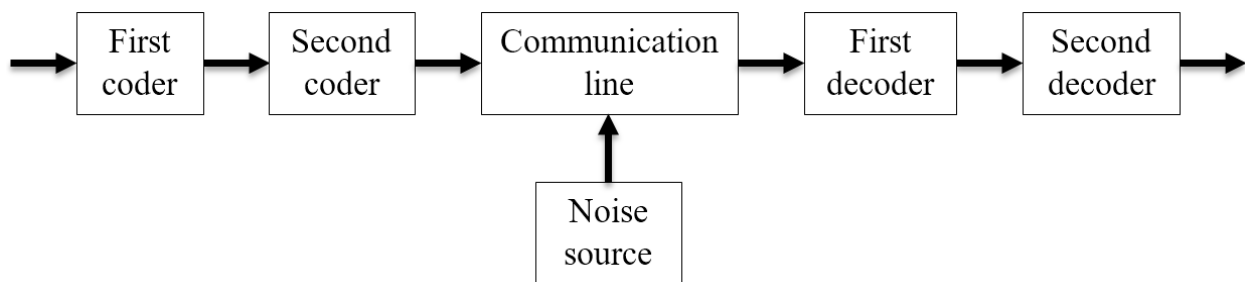 First
coder
Second
coder
Communication
line
First
decoder
Second
decoder
Noise
source